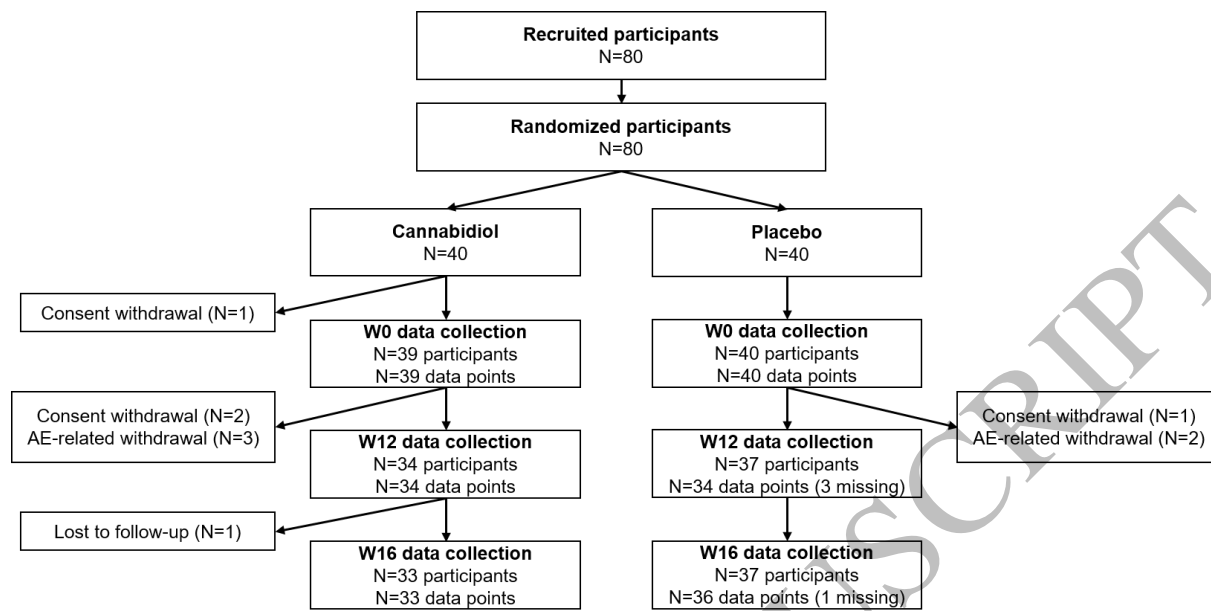 Recruited participants
N=80
Randomized participants
N=80
Cannabidiol
N=40
Placebo
N=40
Consent withdrawal (N=1)
W0 data collection
N=39 participants
N=39 data points
W0 data collection
N=40 participants
N=40 data points
Consent withdrawal (N=2)
AE-related withdrawal (N=3)
Consent withdrawal (N=1)
AE-related withdrawal (N=2)
W12 data collection
N=34 participants
N=34 data points
W12 data collection
N=37 participants
N=34 data points (3 missing)
Lost to follow-up (N=1)
W16 data collection
N=33 participants
N=33 data points
W16 data collection
N=37 participants
N=36 data points (1 missing)
USCRIPT